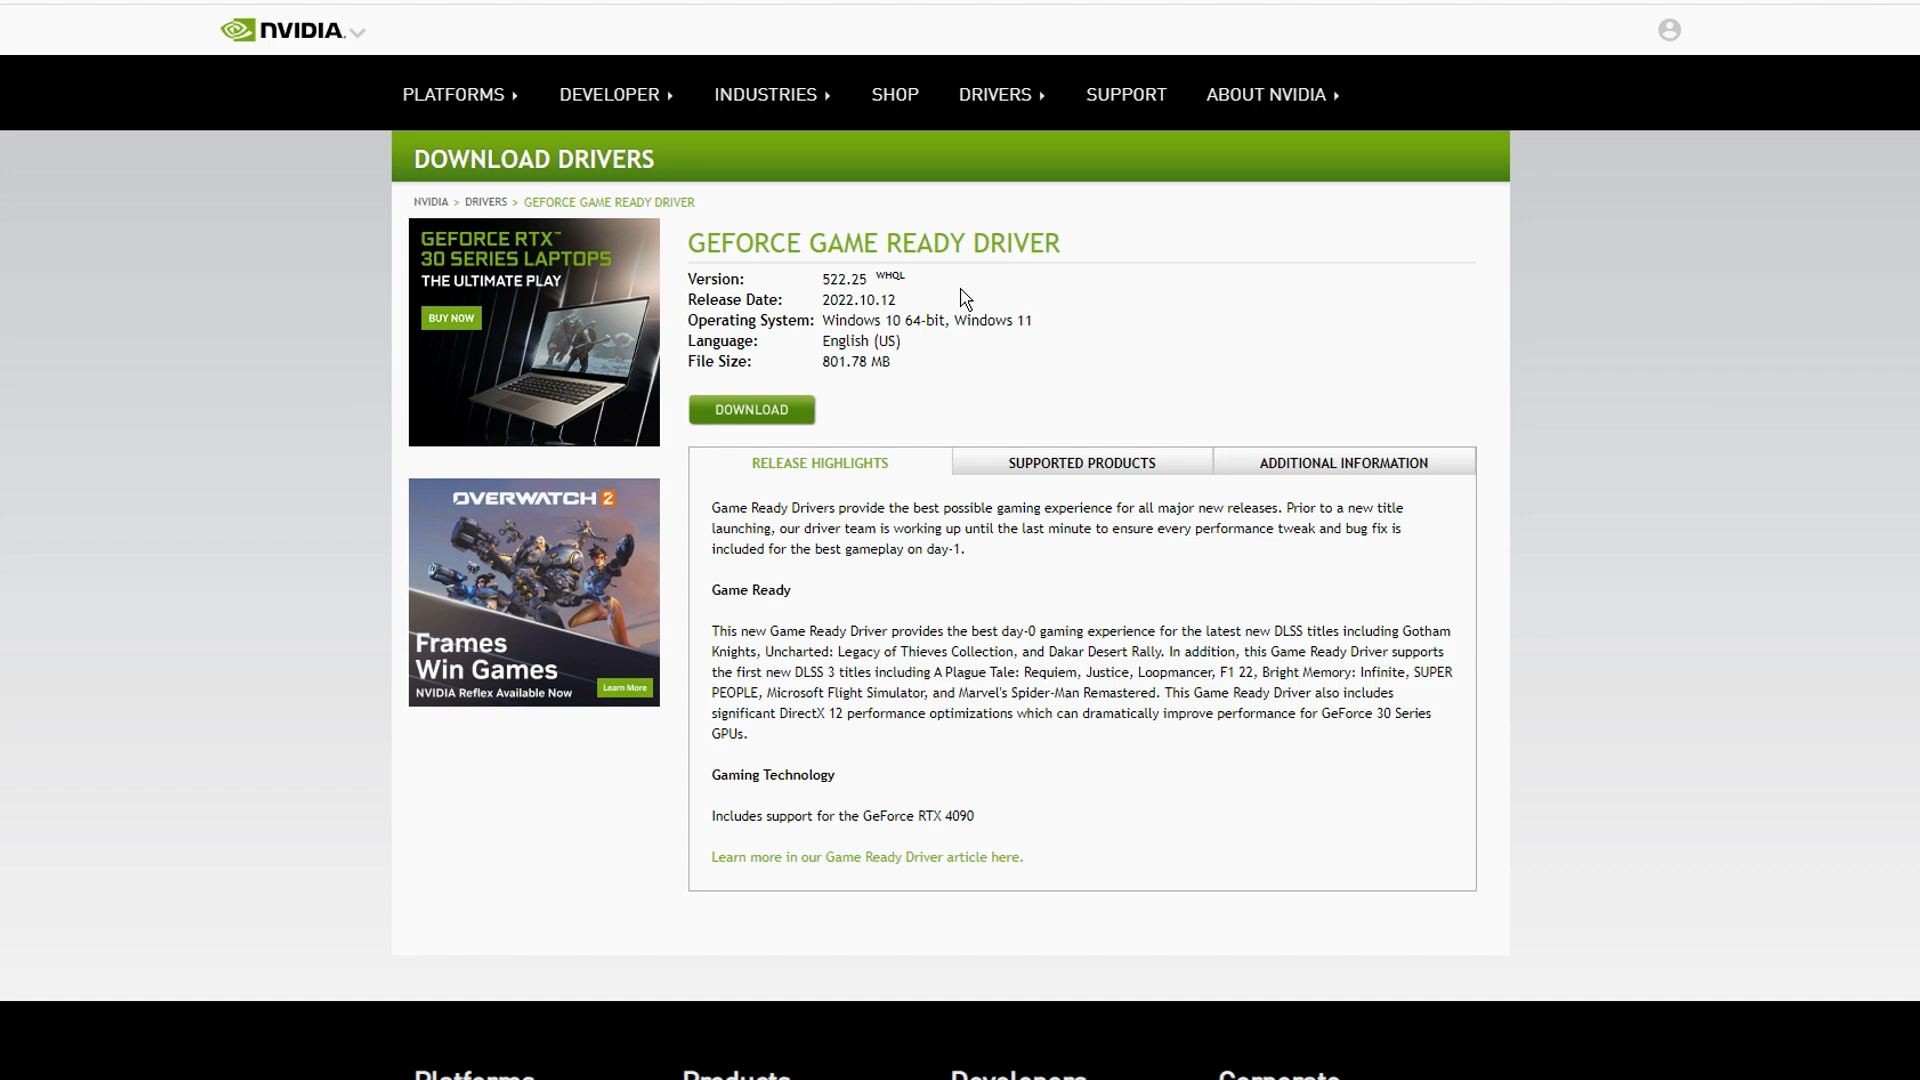 NVIDIA.
PLATFORMS DEVELOPER INDUSTRIES SHOP DRIVERS SUPPORT ABOUT NVIDIA
DOWNLOAD DRIVERS
NVIDIA > DRIVERS > GEFORCE GAME READY DRIVER
GEFORCE RTX™
30 SERIES LAPTOPS
THE ULTIMATE PLAY
BUY NOW
OVERWATCH 2
Frames
Win Games
NVIDIA Reflex Available Now
Learn More
GEFORCE GAME READY DRIVER
Version: 522.25 WHQL
Release Date: 2022.10.12
Operating System: Windows 10 64-bit, Windows 11
Language: English (US)
File Size: 801.78 MB
DOWNLOAD
RELEASE HIGHLIGHTS SUPPORTED PRODUCTS ADDITIONAL INFORMATION
Game Ready Drivers provide the best possible gaming experience for all major new releases. Prior to a new title
launching, our driver team is working up until the last minute to ensure every performance tweak and bug fix is
included for the best gameplay on day-1.
Game Ready
This new Game Ready Driver provides the best day-0 gaming experience for the latest new DLSS titles including Gotham
Knights, Uncharted: Legacy of Thieves Collection, and Dakar Desert Rally. In addition, this Game Ready Driver supports
the first new DLSS 3 titles including A Plague Tale: Requiem, Justice, Loopmancer, F1 22, Bright Memory: Infinite, SUPER
PEOPLE, Microsoft Flight Simulator, and Marvel's Spider-Man Remastered. This Game Ready Driver also includes
significant DirectX 12 performance optimizations which can dramatically improve performance for GeForce 30 Series
GPUs.
Gaming Technology
Includes support for the GeForce RTX 4090
Learn more in our Game Ready Driver article here.
Platforms Products Developers Corporate